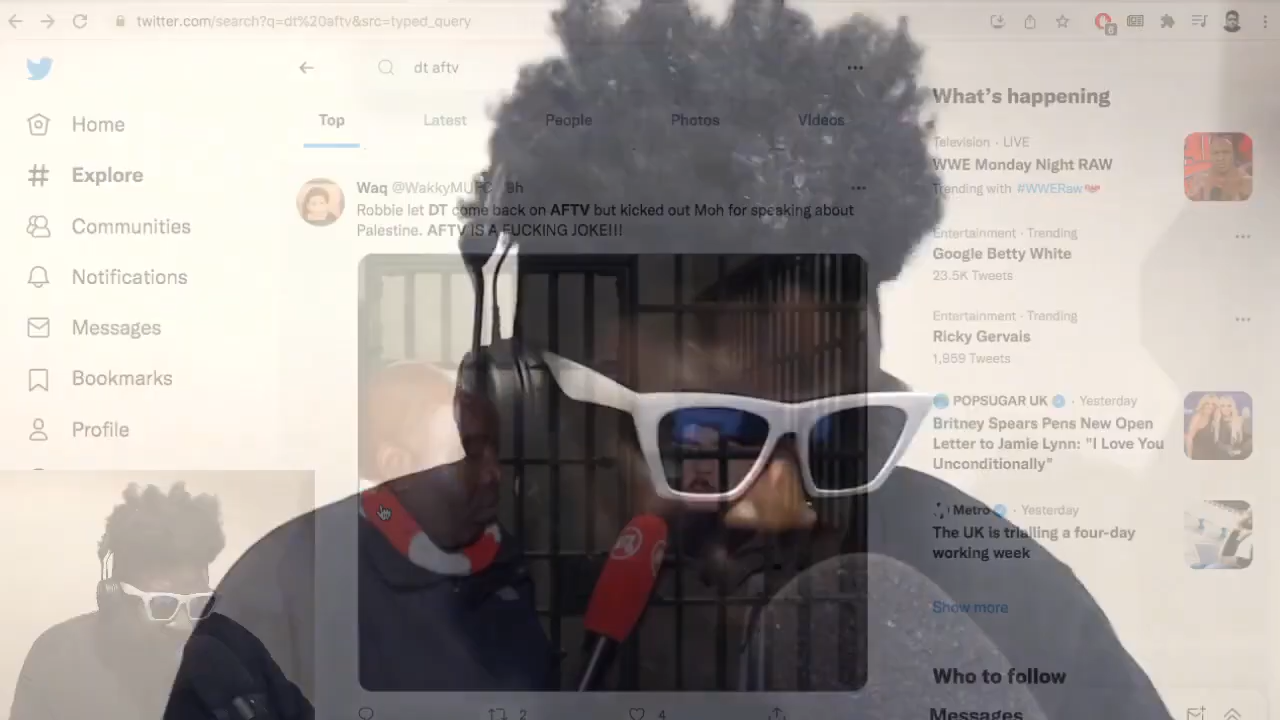 twitter.com/search?q=dt%20aftv&src=typed_query
dt aftv
Home
Explore
Communities
Notifications
Messages
Bookmarks
Profile
Top
Latest
People
Photos
Videos
Waq @WakkyMUFC 9h
Robbie let DT come back on AFTV but kicked out Moh for speaking about
Palestine. AFTV IS A FUCKING JOKE!!!
2
4
What's happening
Television · LIVE
WWE Monday Night RAW
Trending with #WWERaw
Entertainment · Trending
Google Betty White
23.5K Tweets
Entertainment · Trending
Ricky Gervais
1,959 Tweets
POPSUGAR UK · Yesterday
Britney Spears Pens New Open
Letter to Jamie Lynn: "I Love You
Unconditionally"
Metro · Yesterday
The UK is trialling a four-day
working week
Show more
Who to follow
Messages